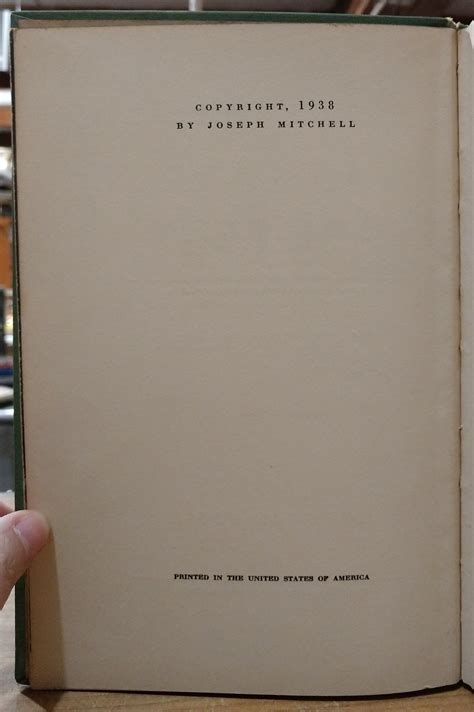 COPYRIGHT, 1938
BY JOSEPH MITCHELL
PRINTED IN THE UNITED STATES OF AMERICA